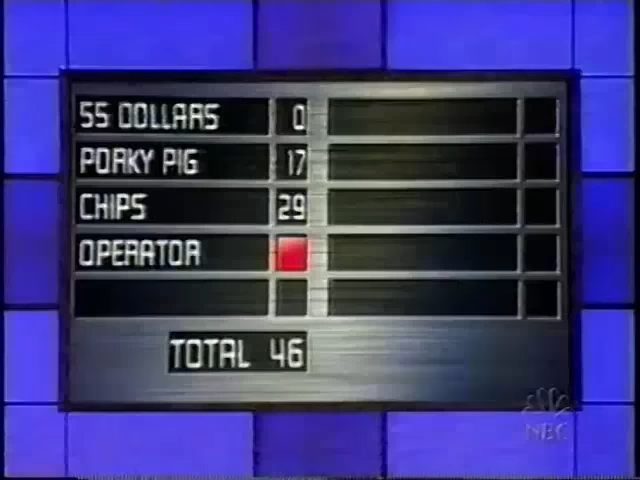 55 DOLLARS 0
PORKY PIG 17
CHIPS 29
OPERATOR
TOTAL 46
NBC